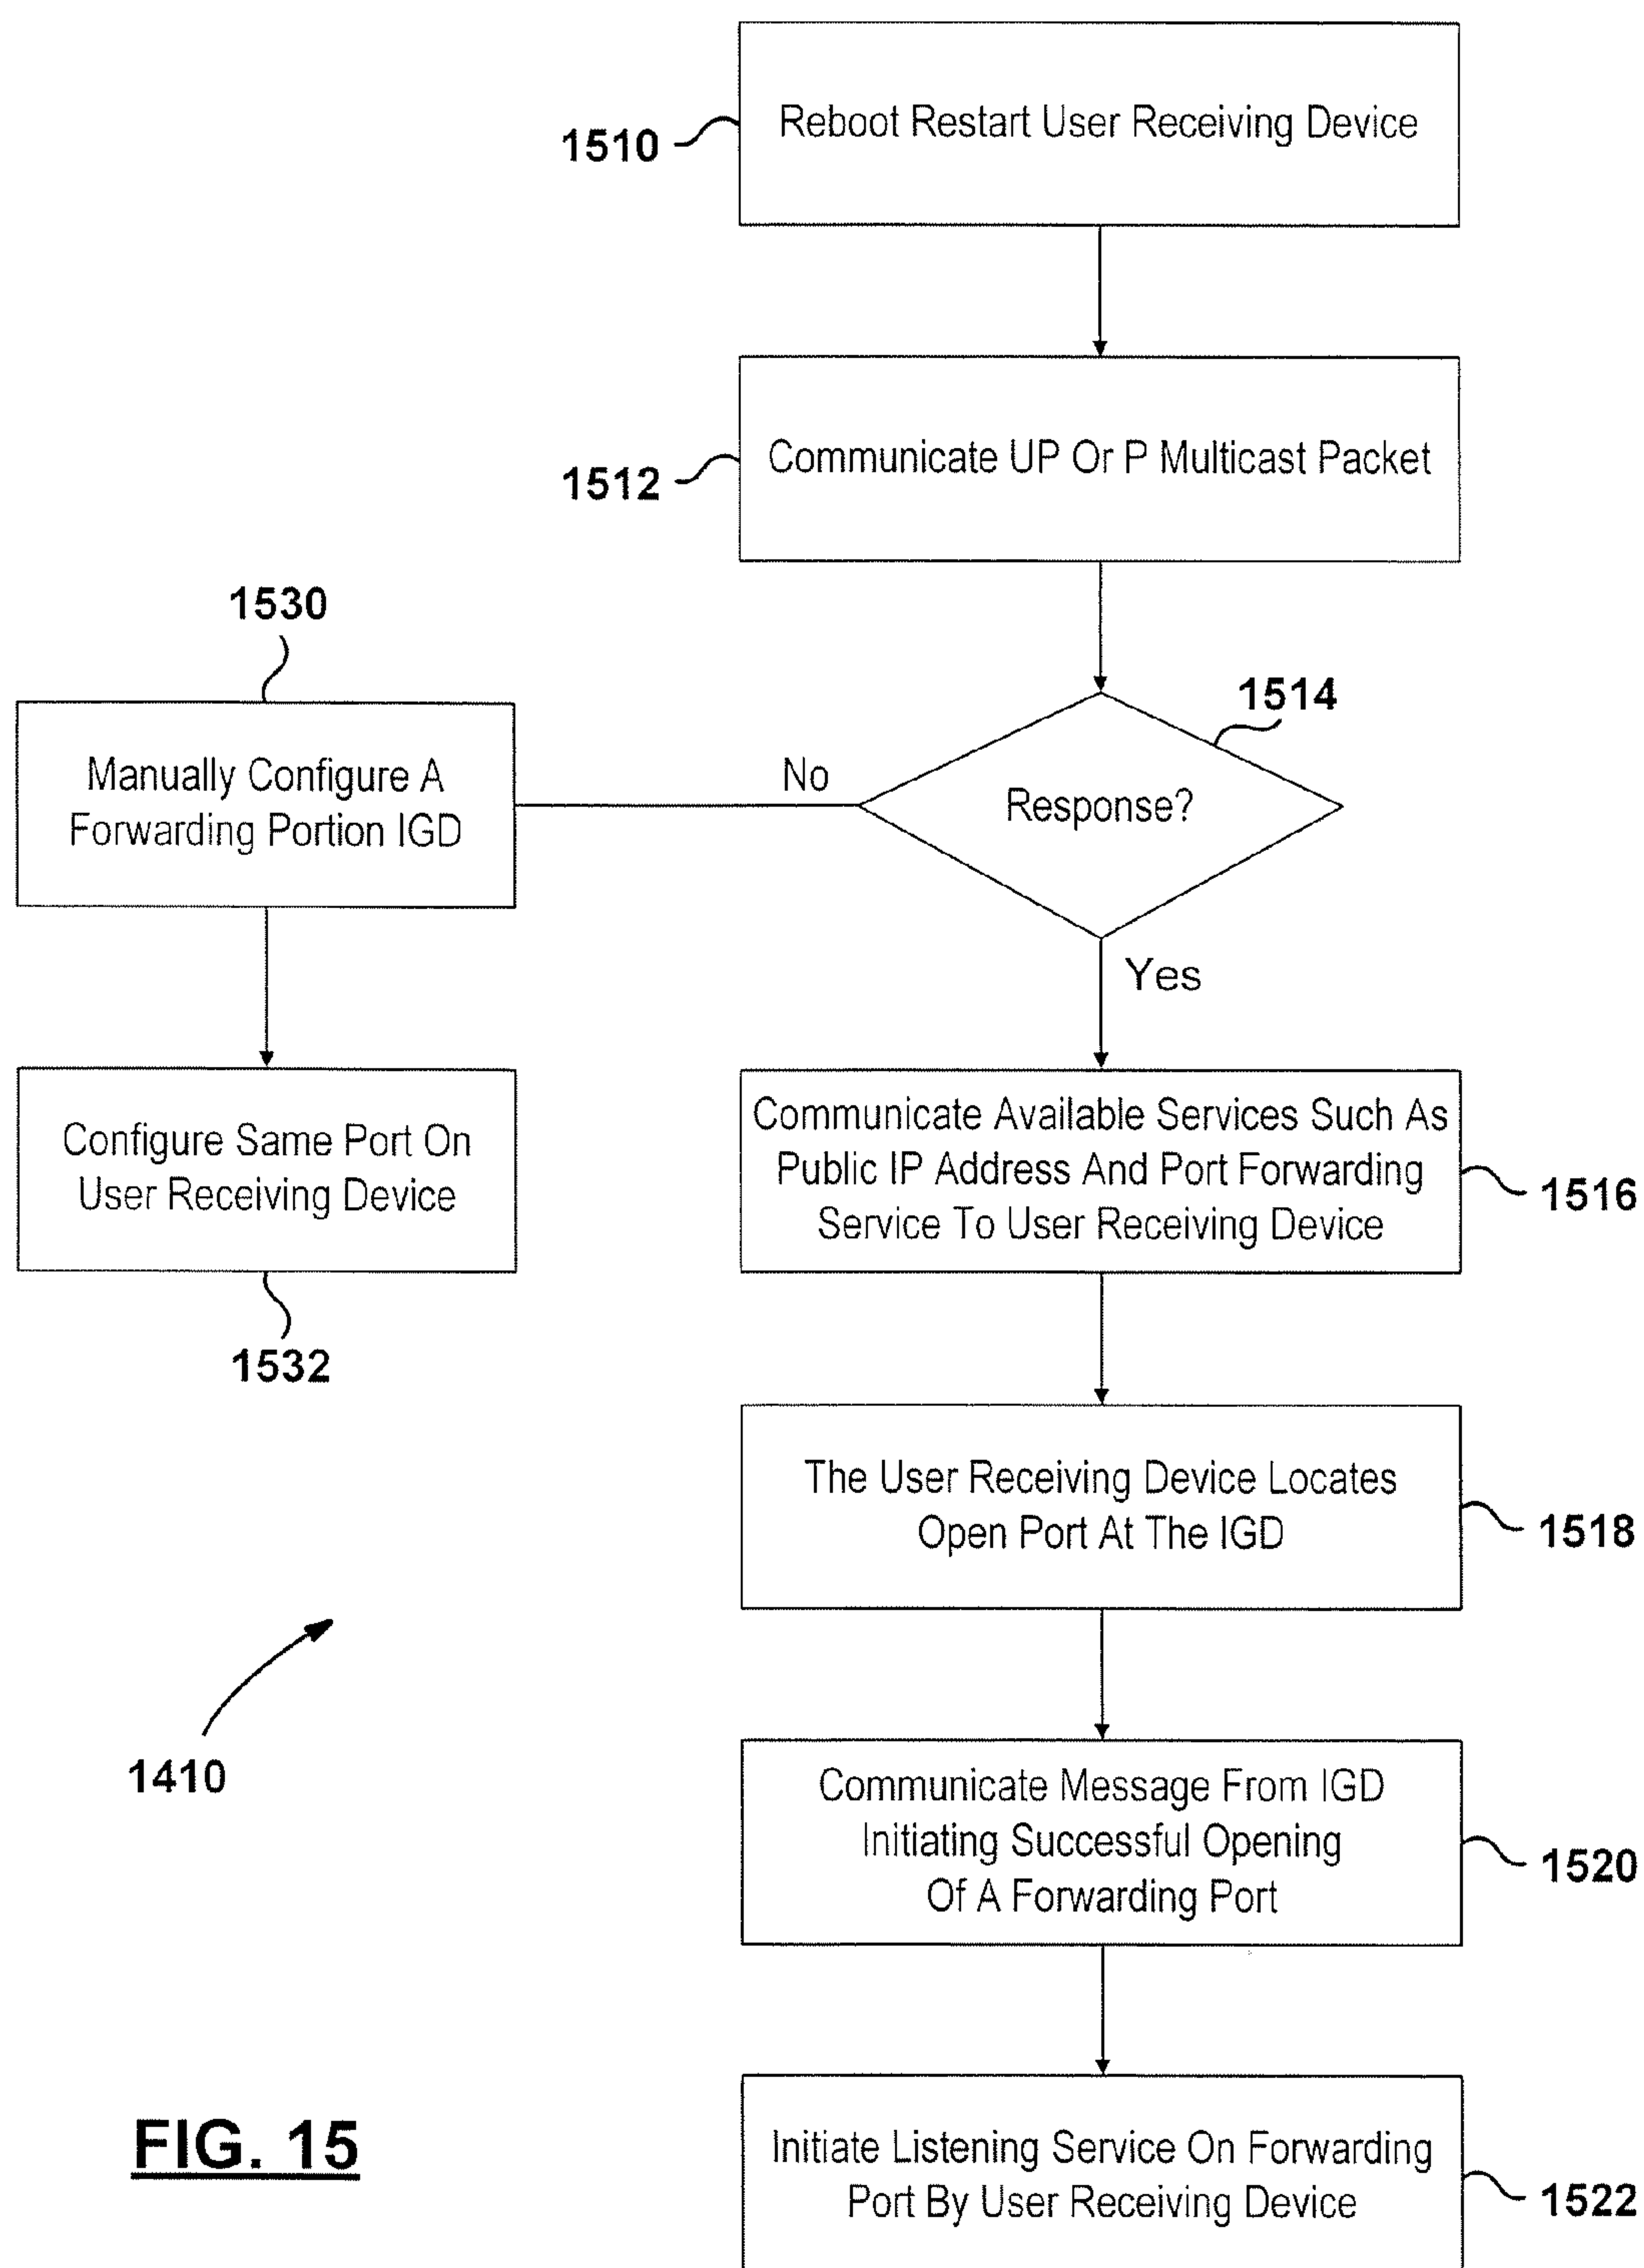 Reboot Restart User Receiving Device
1510
Communicate UP Or P Multicast Packet
1512
1530
1514
Manually Configure A
Forwarding Portion IGD
No
Response?
Yes
Configure Same Port On
User Receiving Device
1532
Communicate Available Services Such As
Public IP Address And Port Forwarding
Service To User Receiving Device
1516
The User Receiving Device Locates
Open Port At The IGD
1518
1410
Communicate Message From IGD
Initiating Successful Opening
Of A Forwarding Port
1520
Initiate Listening Service On Forwarding
Port By User Receiving Device
1522
FIG. 15